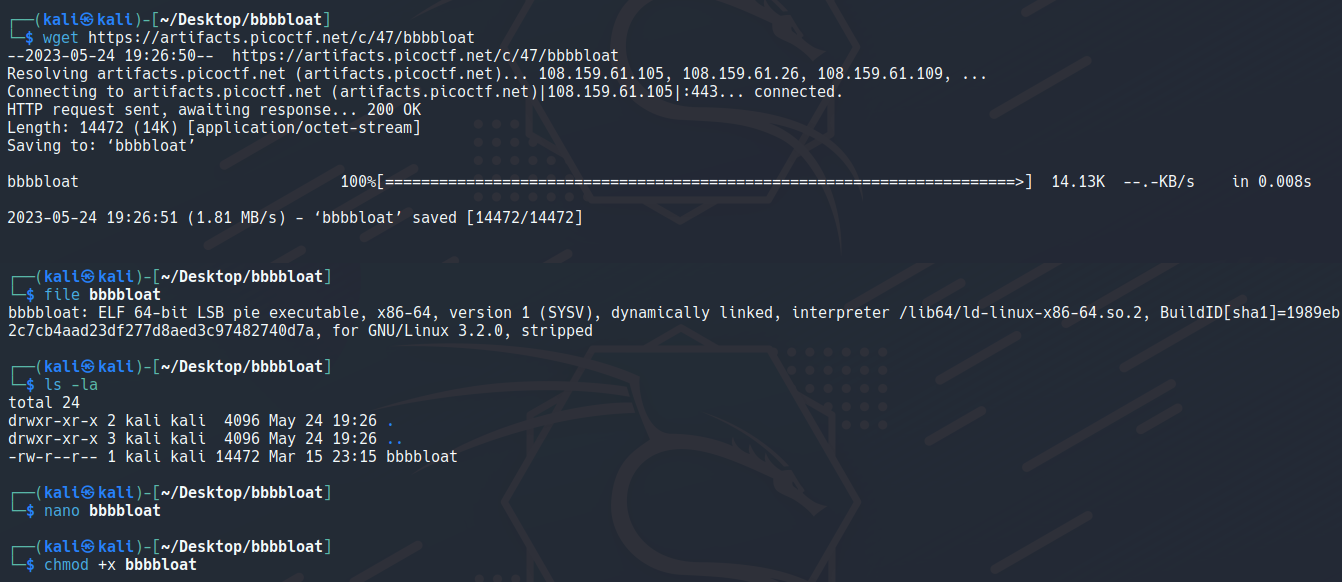 ┌──(kali㉿kali)-[~/Desktop/bbbbloat]
└─$ wget https://artifacts.picoctf.net/c/47/bbbbloat
--2023-05-24 19:26:50--  https://artifacts.picoctf.net/c/47/bbbbloat
Resolving artifacts.picoctf.net (artifacts.picoctf.net)... 108.159.61.105, 108.159.61.26, 108.159.61.109, ...
Connecting to artifacts.picoctf.net (artifacts.picoctf.net)|108.159.61.105|:443... connected.
HTTP request sent, awaiting response... 200 OK
Length: 14472 (14K) [application/octet-stream]
Saving to: ‘bbbbloat’
bbbbloat                             100%[======================================================================>]  14.13K  --.-KB/s    in 0.008s
2023-05-24 19:26:51 (1.81 MB/s) - ‘bbbbloat’ saved [14472/14472]
┌──(kali㉿kali)-[~/Desktop/bbbbloat]
└─$ file bbbbloat
bbbbloat: ELF 64-bit LSB pie executable, x86-64, version 1 (SYSV), dynamically linked, interpreter /lib64/ld-linux-x86-64.so.2, BuildID[sha1]=1989eb
2c7cb4aad23df277d8aed3c97482740d7a, for GNU/Linux 3.2.0, stripped
┌──(kali㉿kali)-[~/Desktop/bbbbloat]
└─$ ls -la
total 24
drwxr-xr-x 2 kali kali  4096 May 24 19:26 .
drwxr-xr-x 3 kali kali  4096 May 24 19:26 ..
-rw-r--r-- 1 kali kali 14472 Mar 15 23:15 bbbbloat
┌──(kali㉿kali)-[~/Desktop/bbbbloat]
└─$ nano bbbbloat
┌──(kali㉿kali)-[~/Desktop/bbbbloat]
└─$ chmod +x bbbbloat